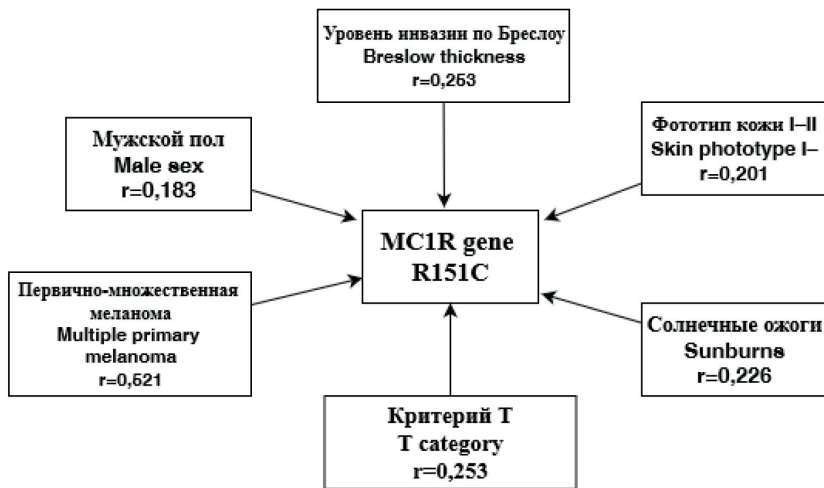 Уровень инвазии по Бреслоу
Breslow thickness
r=0,253
Мужской пол
Male sex
r=0,183
Фототип кожи I–II
Skin phototype I–
r=0,201
MC1R gene
R151C
Первично-множественная
меланома
Multiple primary
melanoma
r=0,521
Солнечные ожоги
Sunburns
r=0,226
Критерий Т
T category
r=0,253